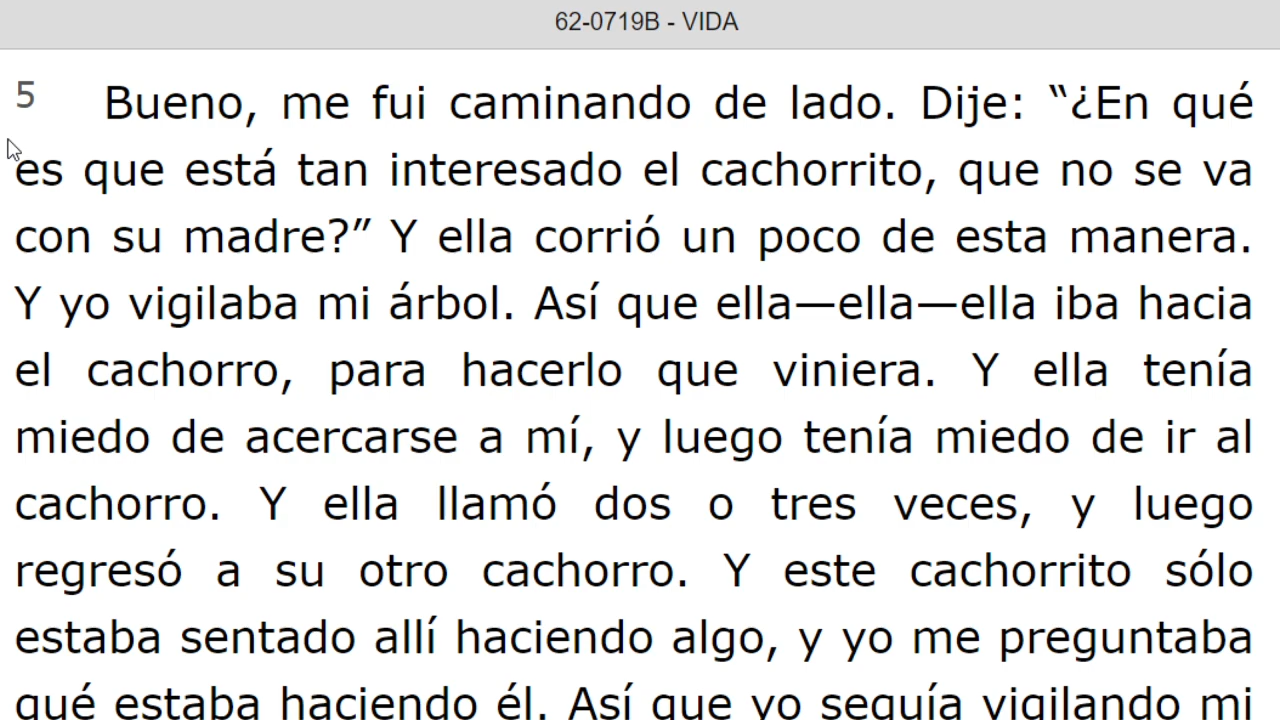 62-0719B - VIDA
5 Bueno, me fui caminando de lado. Dije: “¿En qué
es que está tan interesado el cachorrito, que no se va
con su madre?” Y ella corrió un poco de esta manera.
Y yo vigilaba mi árbol. Así que ella—ella—ella iba hacia
el cachorro, para hacerlo que viniera. Y ella tenía
miedo de acercarse a mí, y luego tenía miedo de ir al
cachorro. Y ella llamó dos o tres veces, y luego
regresó a su otro cachorro. Y este cachorrito sólo
estaba sentado allí haciendo algo, y yo me preguntaba
qué estaba haciendo él. Así que yo seguía vigilando mi